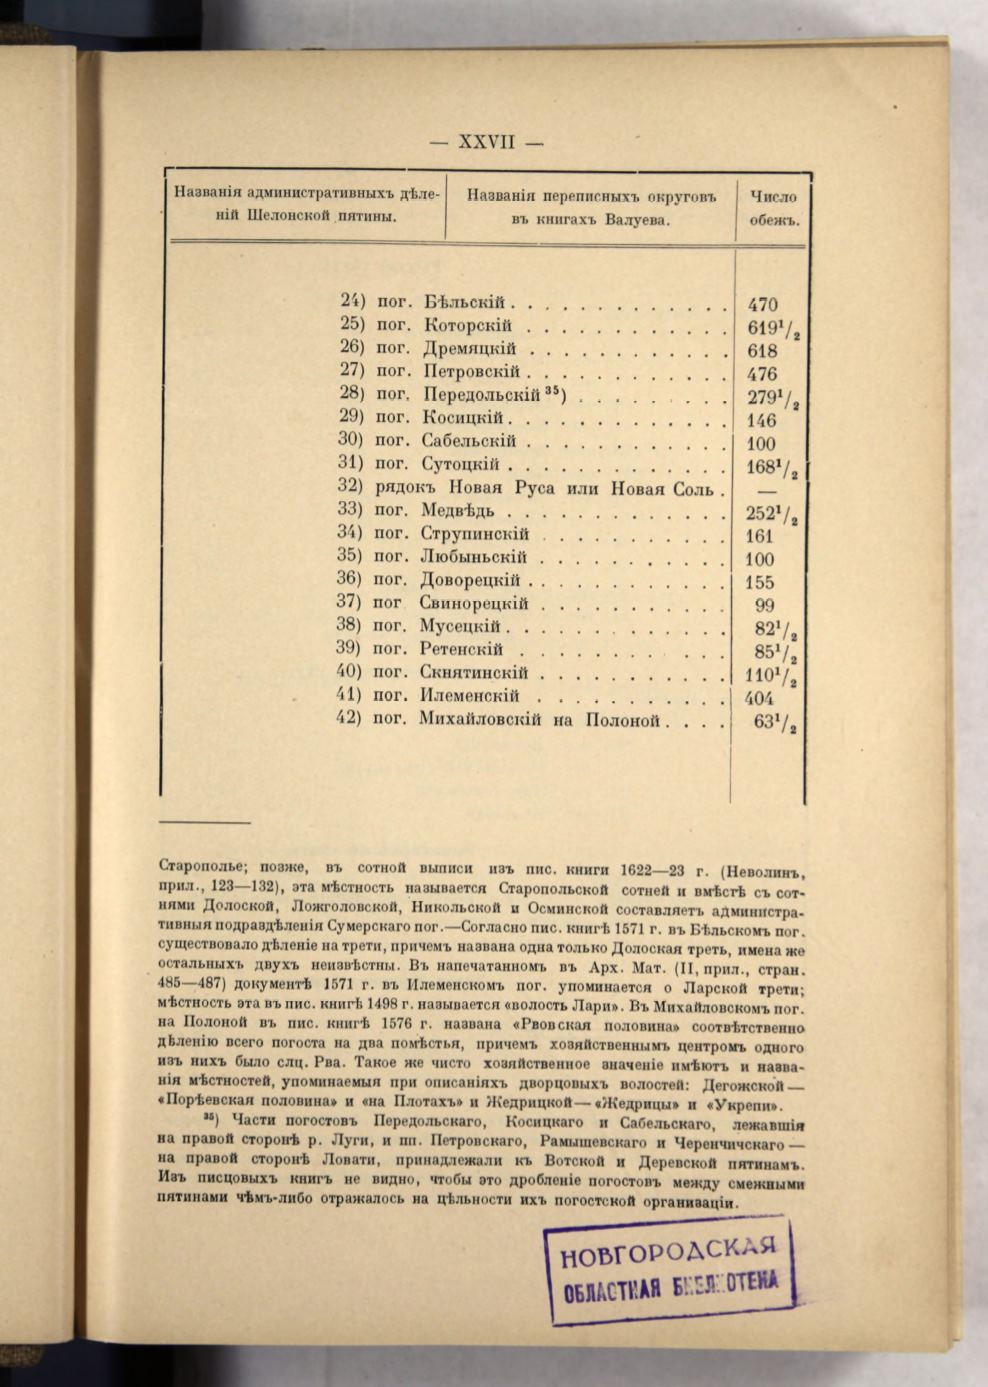 — XXVII —
Названія административныхъ дѣле-
ній Шелонской пятины.
Названія переписныхъ округовъ
въ книгахъ Валуева.
Число
обежъ.
24) пог. Бѣльскій . . . . . . . . . . . . . 470
25) пог. Которскій . . . . . . . . . . . . 619¹/₂
26) пог. Дремяцкій . . . . . . . . . . . . 618
27) пог. Петровскій . . . . . . . . . . . . 476
28) пог. Передольскій ³⁵) . . . . . . . . . 279¹/₂
29) пог. Косицкій . . . . . . . . . . . . . 146
30) пог. Сабельскій . . . . . . . . . . . . 100
31) пог. Сутоцкій . . . . . . . . . . . . . 168¹/₂
32) рядокъ Новая Руса или Новая Соль . —
33) пог. Медвѣдь . . . . . . . . . . . . . 252¹/₂
34) пог. Струпинскій . . . . . . . . . . . 161
35) пог. Любыньскій . . . . . . . . . . . 100
36) пог. Доворецкій . . . . . . . . . . . . 155
37) пог Свинорецкій . . . . . . . . . . . 99
38) пог. Мусецкій . . . . . . . . . . . . . 82¹/₂
39) пог. Ретенскій . . . . . . . . . . . 85¹/₂
40) пог. Скнятинскій . . . . . . . . . . . 110¹/₂
41) пог. Илеменскій . . . . . . . . . . . 404
42) пог. Михайловскій на Полоной . . . . 63¹/₂
Старополье; позже, въ сотной выписи изъ пис. книги 1622—23 г. (Неволинъ,
прил., 123—132), эта мѣстность называется Старопольской сотней и вмѣстѣ съ сот-
нями Долоской, Ложголовской, Никольской и Осминской составляетъ администра-
тивныя подраздѣленія Сумерскаго пог.—Согласно пис. книгѣ 1571 г. въ Бѣльскомъ пог.
существовало дѣленіе на трети, причемъ названа одна только Долоская треть, имена же
остальныхъ двухъ неизвѣстны. Въ напечатанномъ въ Арх. Мат. (II, прил., стран.
485—487) документѣ 1571 г. въ Илеменскомъ пог. упоминается о Ларской трети;
мѣстность эта въ пис. книгѣ 1498 г. называется «волость Лари». Въ Михайловскомъ пог.
на Полоной въ пис. книгѣ 1576 г. названа «Рвовская половина» соотвѣтственно
дѣленію всего погоста на два помѣстья, причемъ хозяйственнымъ центромъ одного
изъ нихъ было слц. Рва. Такое же чисто хозяйственное значеніе имѣютъ и назва-
нія мѣстностей, упоминаемыя при описаніяхъ дворцовыхъ волостей: Дегожской—
«Порѣевская половина» и «на Плотахъ» и Жедрицкой—«Жедрицы» и «Укрепи».
³⁵) Части погостовъ Передольскаго, Косицкаго и Сабельскаго, лежавшія
на правой сторонѣ р. Луги, и пп. Петровскаго, Рамышевскаго и Черенчичскаго—
на правой сторонѣ Ловати, принадлежали къ Вотской и Деревской пятинамъ.
Изъ писцовыхъ книгъ не видно, чтобы это дробленіе погостовъ между смежными
пятинами чѣмъ-либо отражалось на цѣльности ихъ погостской организаціи.
НОВГОРОДСКАЯ
ОБЛАСТНАЯ БИБЛИОТЕКА